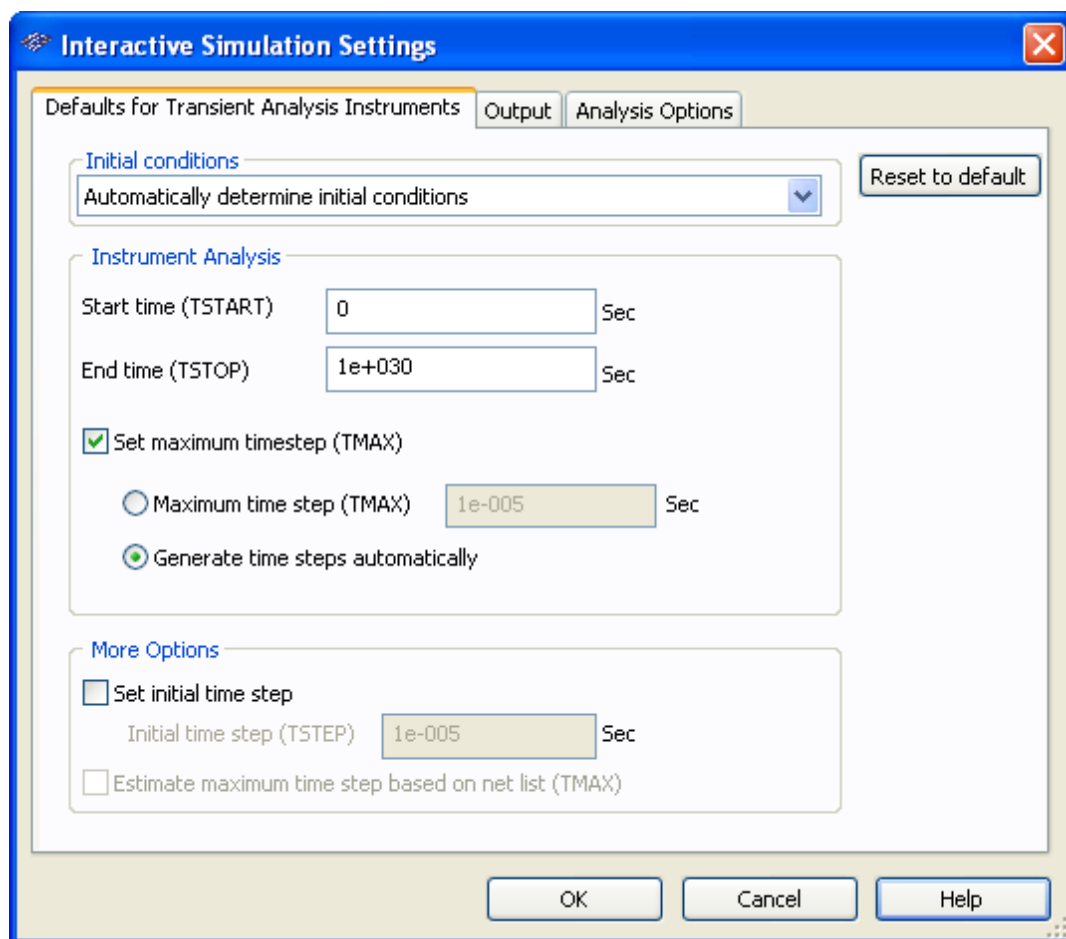 Interactive Simulation Settings
Defaults for Transient Analysis Instruments Output Analysis Options
Initial conditions
Automatically determine initial conditions
Reset to default
Instrument Analysis
Start time (TSTART) 0 Sec
End time (TSTOP) 1e+030 Sec
Set maximum timestep (TMAX)
Maximum time step (TMAX) 1e-005 Sec
Generate time steps automatically
More Options
Set initial time step
Initial time step (TSTEP) 1e-005 Sec
Estimate maximum time step based on net list (TMAX)
OK Cancel Help